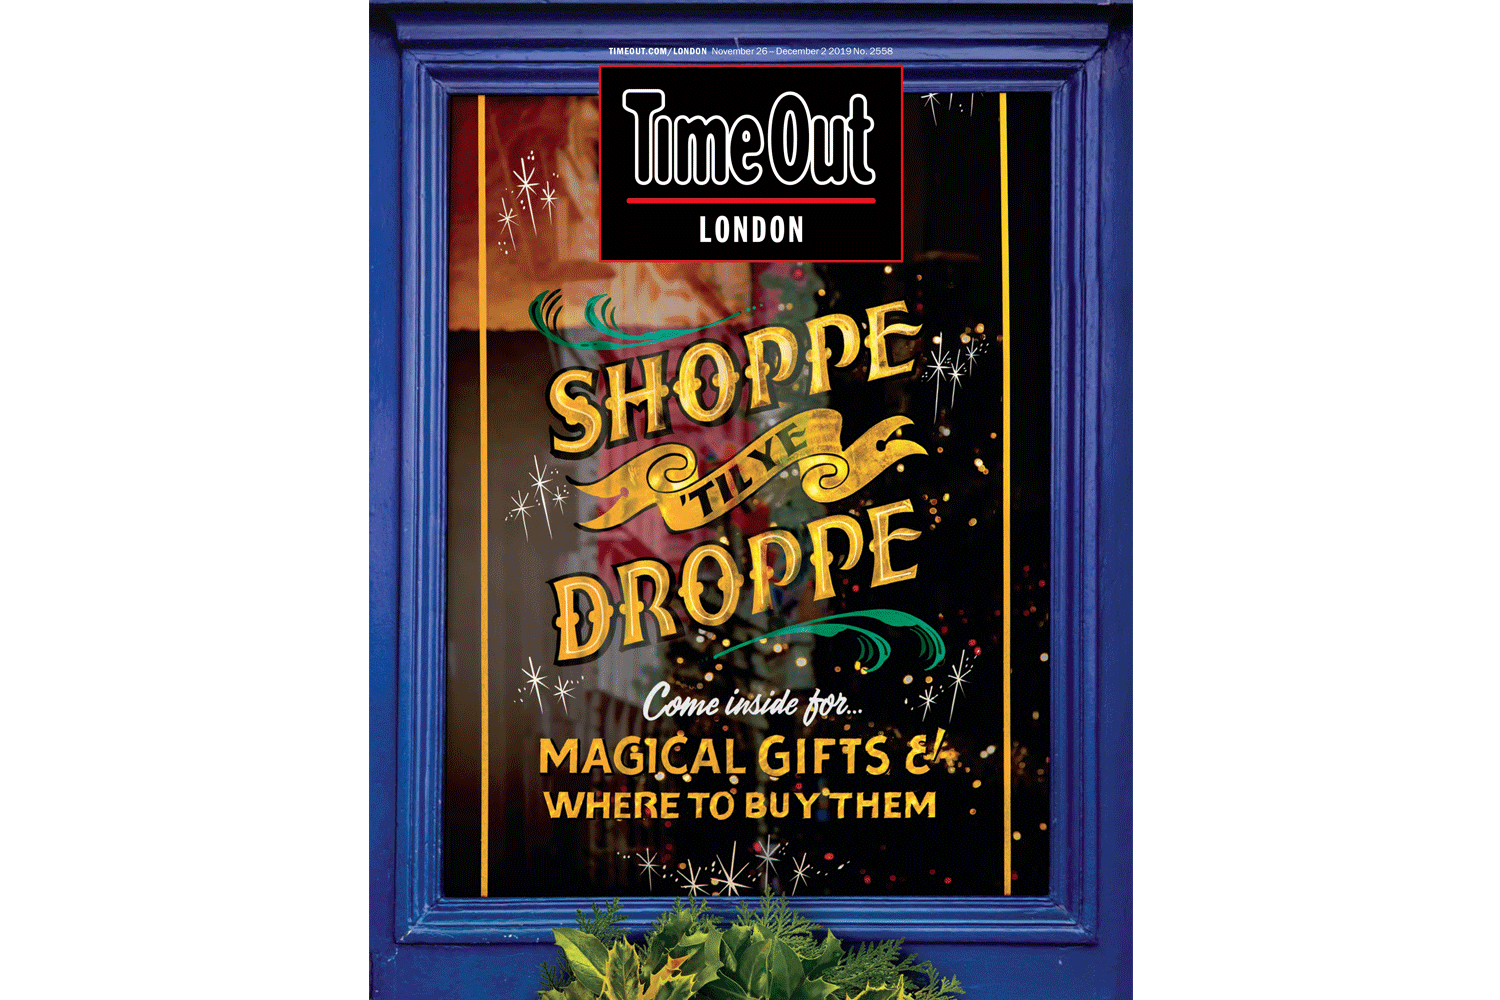 TIMEOUT.COM/LONDON November 26 – December 2 2019 No. 2558
Time Out
LONDON
SHOPPE
'TIL YE
DROPPE
Come inside for...
MAGICAL GIFTS &
WHERE TO BUY THEM